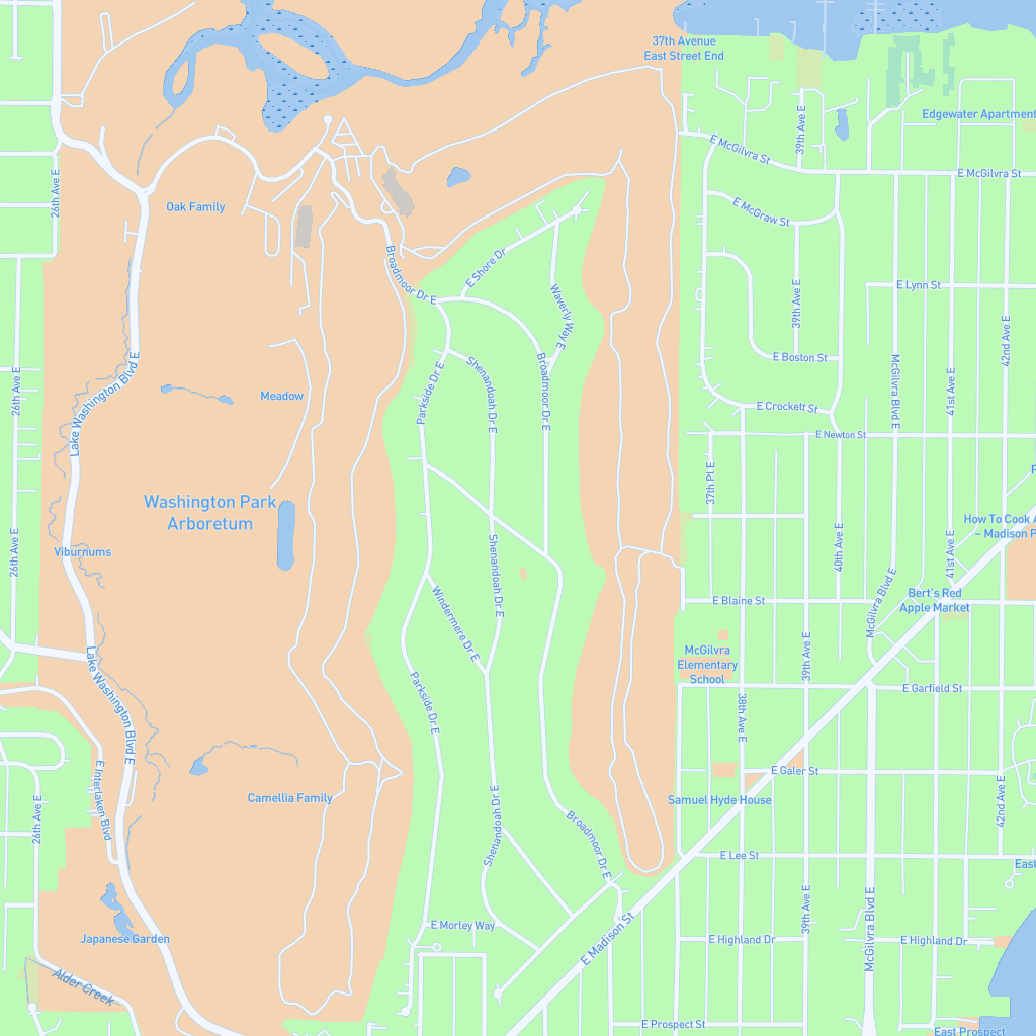 37th Avenue
East Street End
Edgewater Apartment
39th Ave E
E McGilvra St
E McGilvra St
26th Ave E
Oak Family
E McGraw St
Broadmoor Dr E
E Shore Dr
Waverly Way E
E Lynn St
39th Ave E
42nd Ave E
Lake Washington Blvd E
26th Ave E
Meadow
Parkside Dr E
Shenandoah Dr E
Broadmoor Dr E
E Boston St
McGilvra Blvd E
41st Ave E
E Crockett St
E Newton St
37th Pl E
Washington Park
Arboretum
How To Cook A
– Madison P
26th Ave E
Viburnums
Shenandoah Dr E
40th Ave E
41st Ave E
Windermere Dr E
E Blaine St
McGilvra Blvd E
Bert's Red
Apple Market
McGilvra
Elementary
School
39th Ave E
Lake Washington Blvd E
Parkside Dr E
E Garfield St
38th Ave E
E Interlaken Blvd
26th Ave E
Camellia Family
Shenandoah Dr E
Broadmoor Dr E
E Galer St
Samuel Hyde House
42nd Ave E
E Lee St
East
Japanese Garden
E Morley Way
E Madison St
39th Ave E
McGilvra Blvd E
E Highland Dr
E Highland Dr
Alder Creek
E Prospect St
East Prospect